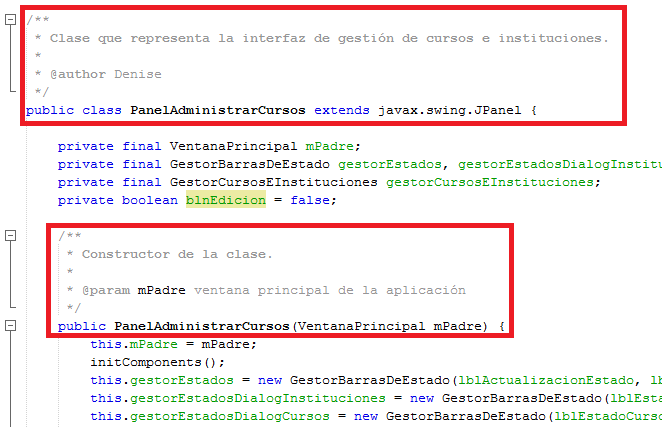 /**
* Clase que representa la interfaz de gestión de cursos e instituciones.
*
* @author Denise
*/
public class PanelAdministrarCursos extends javax.swing.JPanel {
private final VentanaPrincipal mPadre;
private final GestorBarrasDeEstado gestorEstados, gestorEstadosDialogInstitu
private final GestorCursosEInstituciones gestorCursosEInstituciones;
private boolean blnEdicion = false;
/**
* Constructor de la clase.
*
* @param mPadre ventana principal de la aplicación
*/
public PanelAdministrarCursos(VentanaPrincipal mPadre) {
this.mPadre = mPadre;
initComponents();
this.gestorEstados = new GestorBarrasDeEstado(lblActualizacionEstado, lb
this.gestorEstadosDialogInstituciones = new GestorBarrasDeEstado(lblEsta
this.gestorEstadosDialogCursos = new GestorBarrasDeEstado(lblEstadoCurso